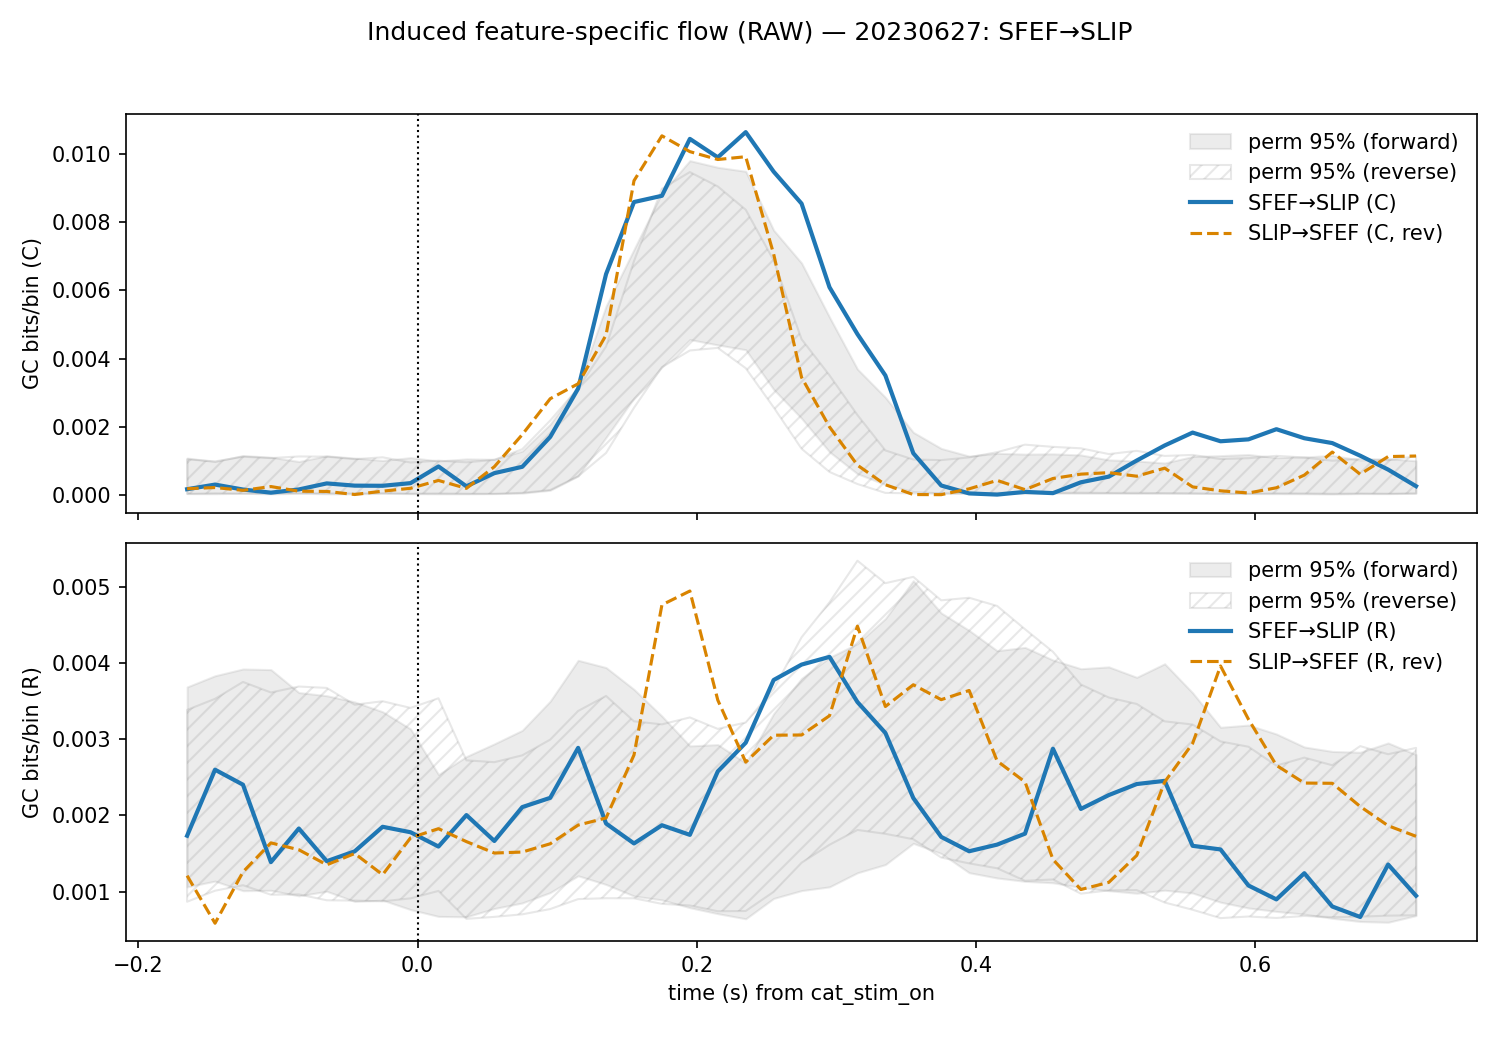 Induced feature-specific flow (RAW) — 20230627: SFEF→SLIP
GC bits/bin (C)
0.010
0.008
0.006
0.004
0.002
0.000
perm 95% (forward)
perm 95% (reverse)
SFEF→SLIP (C)
SLIP→SFEF (C, rev)
GC bits/bin (R)
0.005
0.004
0.003
0.002
0.001
perm 95% (forward)
perm 95% (reverse)
SFEF→SLIP (R)
SLIP→SFEF (R, rev)
−0.2 0.0 0.2 0.4 0.6
time (s) from cat_stim_on